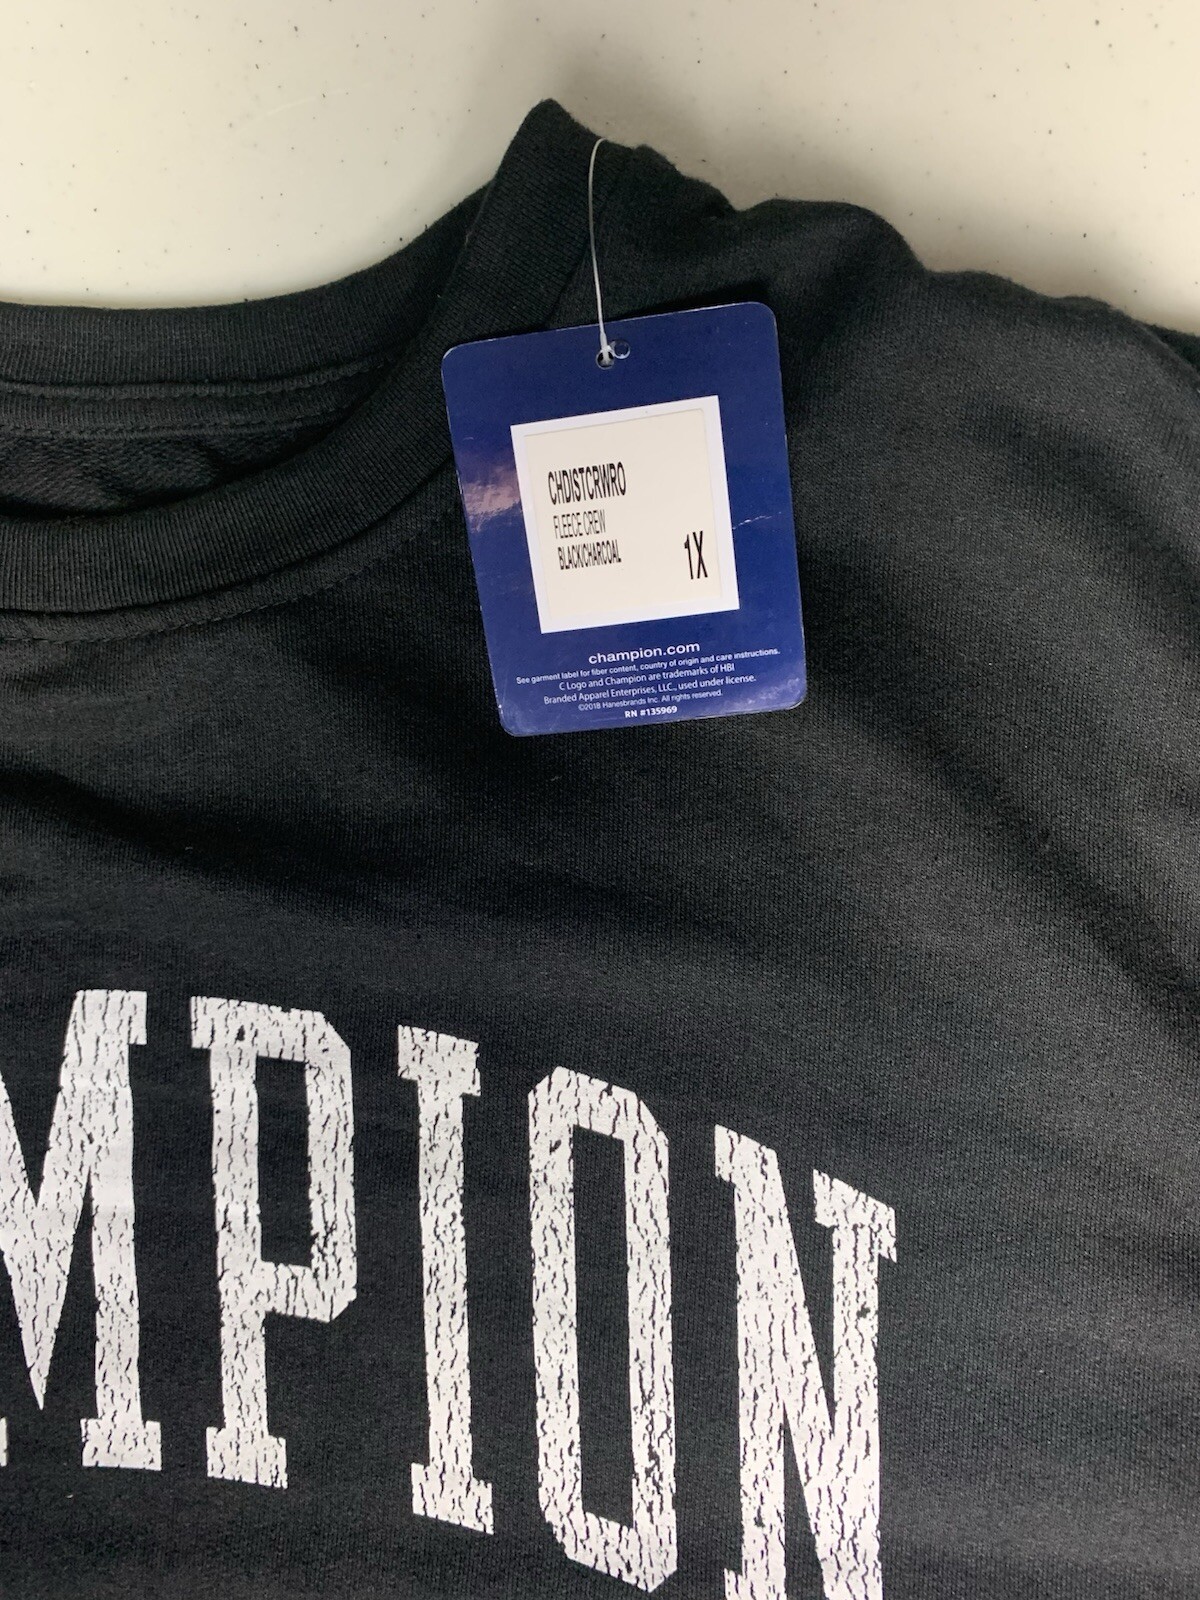 CHDISTCRWRO
FLEECE CREW
BLACK/CHARCOAL
1X
champion.com
See garment label for fiber content, country of origin and care instructions.
C Logo and Champion are trademarks of HBI
Branded Apparel Enterprises, LLC., used under license.
©2018 Hanesbrands Inc. All rights reserved.
RN #135969
MPION